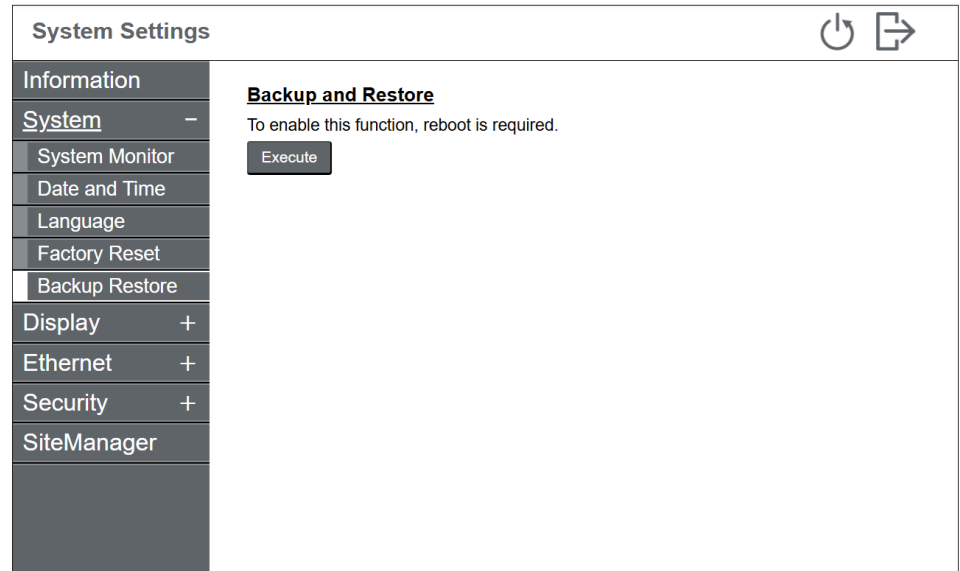 System Settings
Information
System −
System Monitor
Date and Time
Language
Factory Reset
Backup Restore
Display +
Ethernet +
Security +
SiteManager
Backup and Restore
To enable this function, reboot is required.
Execute